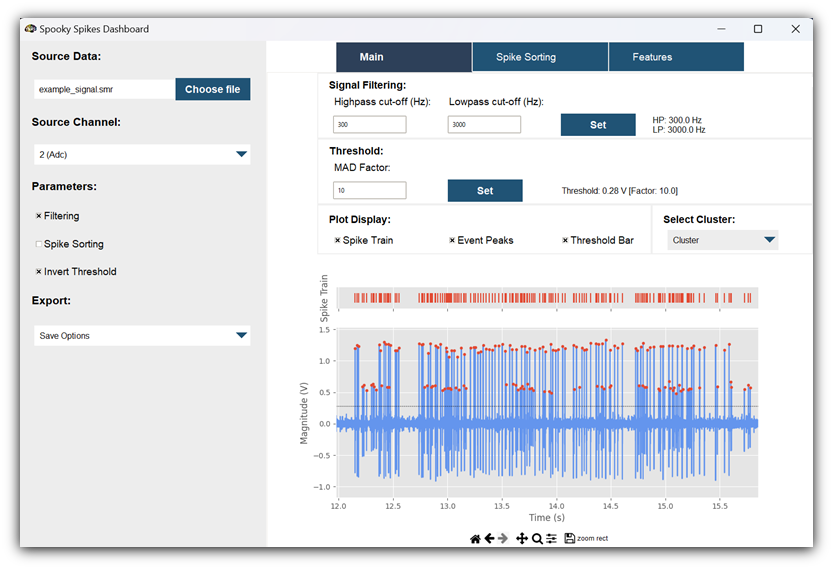 Spooky Spikes Dashboard
Source Data:
example_signal.smr
Choose file
Source Channel:
2 (Adc)
Parameters:
Filtering
Spike Sorting
Invert Threshold
Export:
Save Options
Main
Spike Sorting
Features
Signal Filtering:
Highpass cut-off (Hz):
Lowpass cut-off (Hz):
300
3000
Set
HP: 300.0 Hz
LP: 3000.0 Hz
Threshold:
MAD Factor:
10
Set
Threshold: 0.28 V [Factor: 10.0]
Plot Display:
Spike Train
Event Peaks
Threshold Bar
Select Cluster:
Cluster
Spike Train
Magnitude (V)
1.5
1.0
0.5
0.0
−0.5
−1.0
12.0 12.5 13.0 13.5 14.0 14.5 15.0 15.5
Time (s)
zoom rect